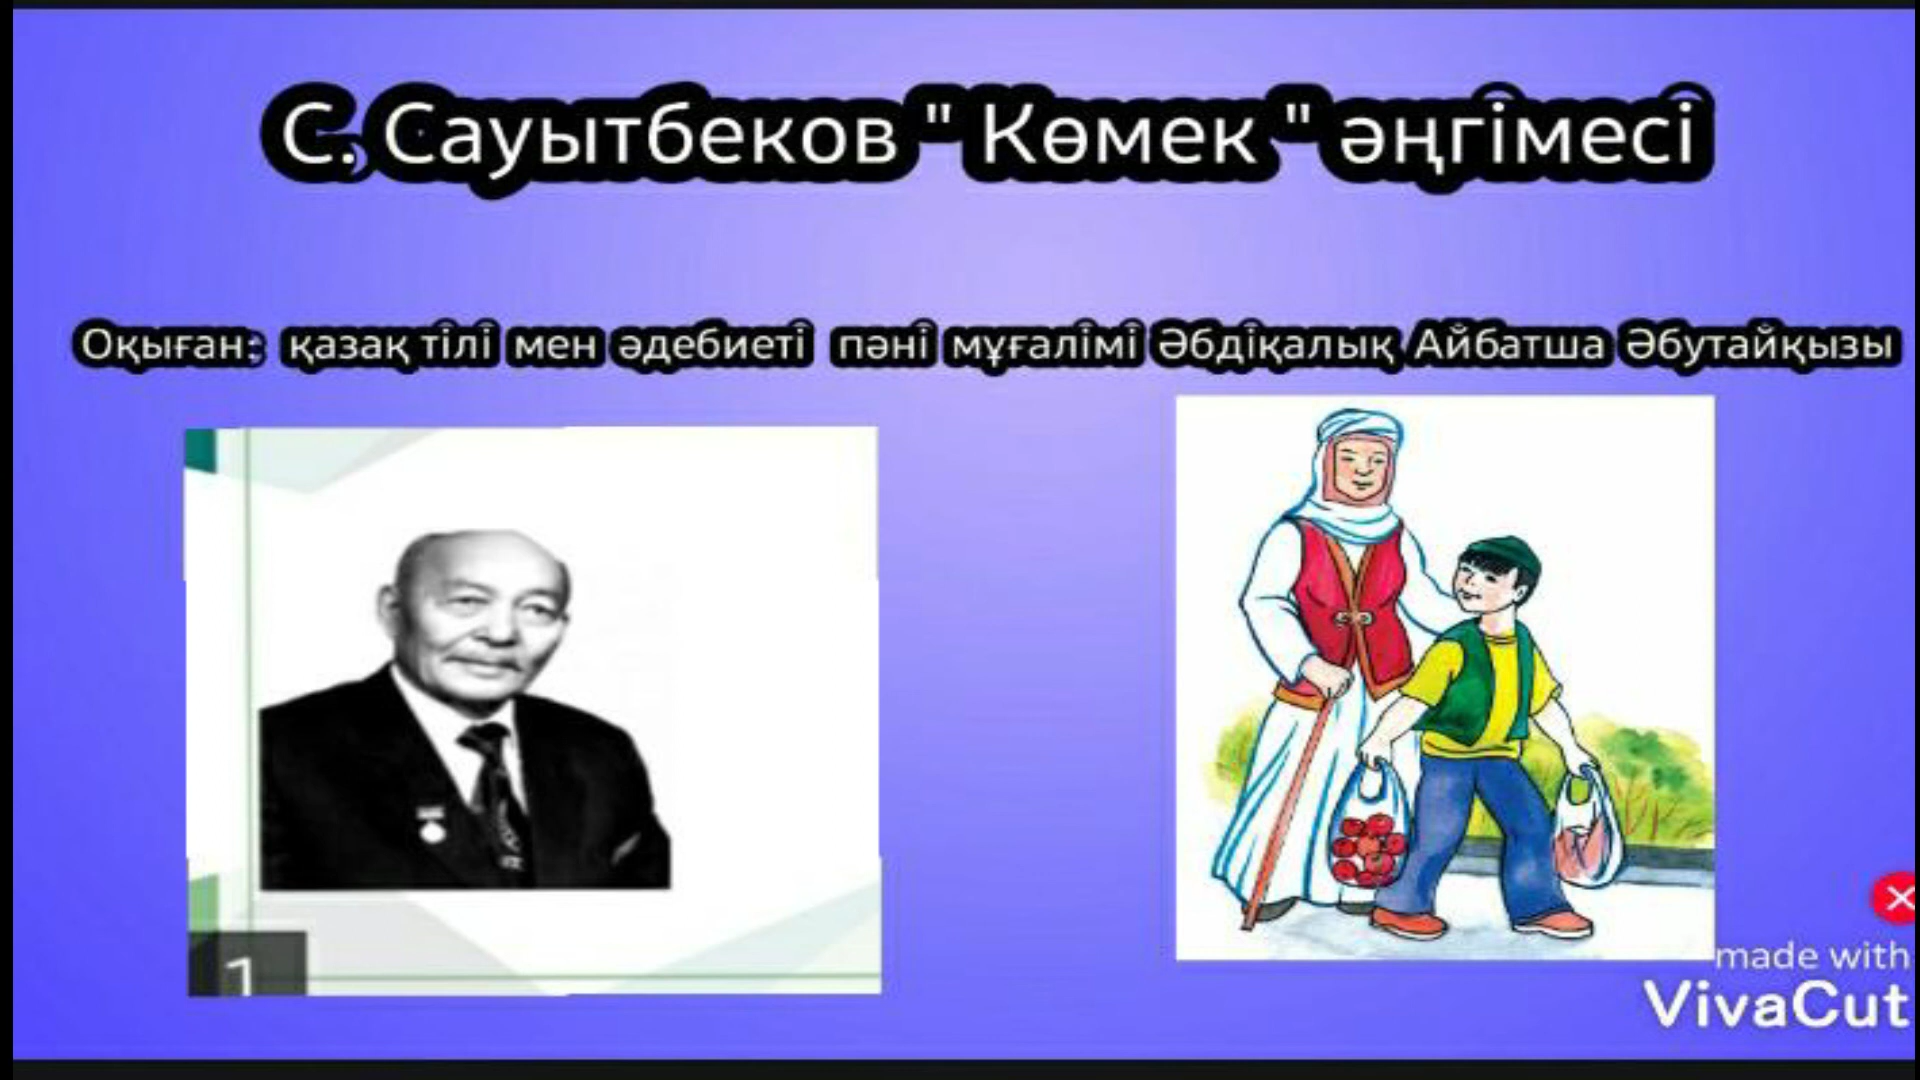 С. Сауытбеков " Көмек " әңгімесі
Оқыған: қазақ тілі мен әдебиеті пәні мұғалімі Әбдіқалық Айбатша Әбутайқызы
1
made with
VivaCut